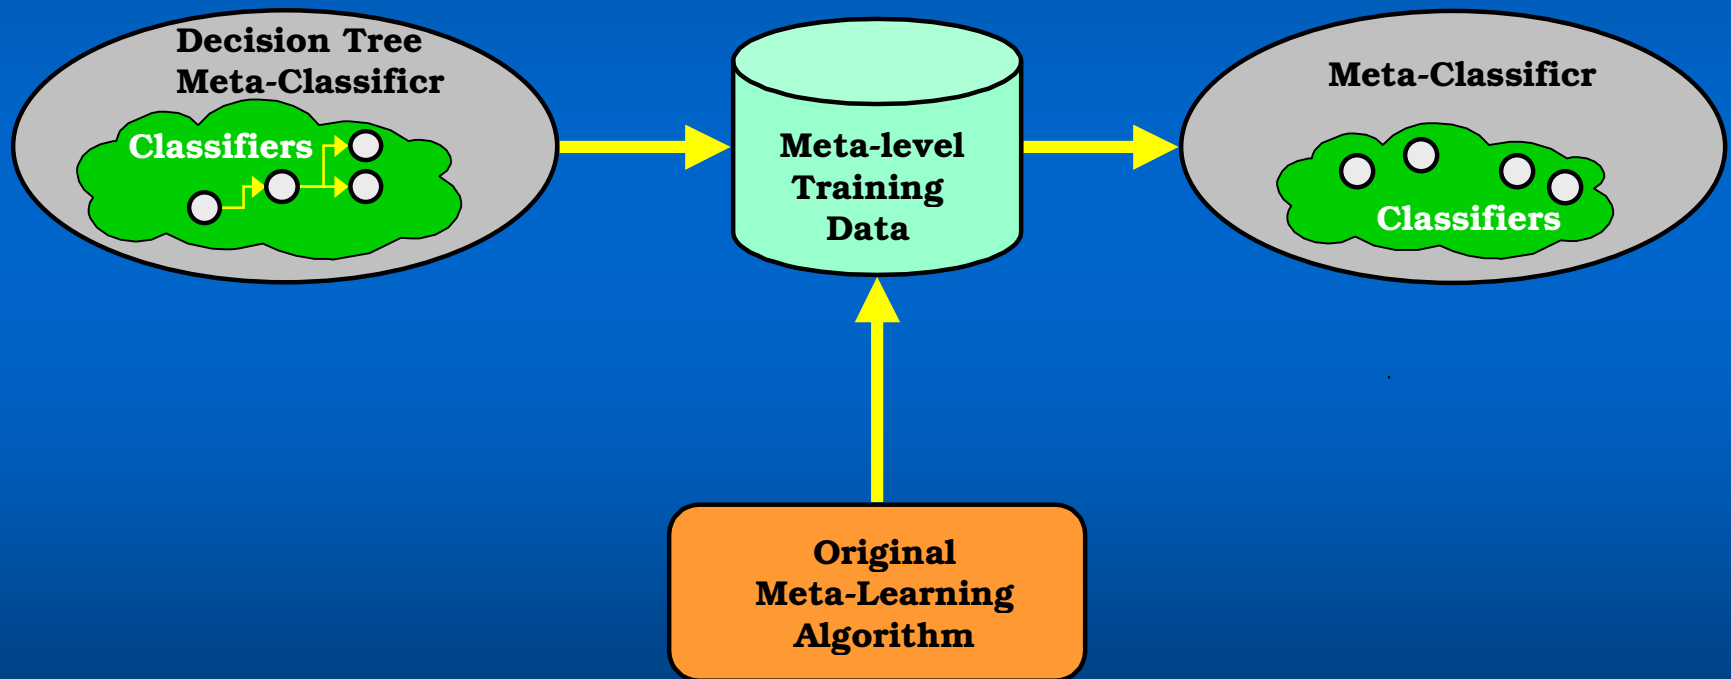 Decision Tree
Meta-Classificr
Classifiers
Meta-level
Training
Data
Meta-Classificr
Classifiers
Original
Meta-Learning
Algorithm